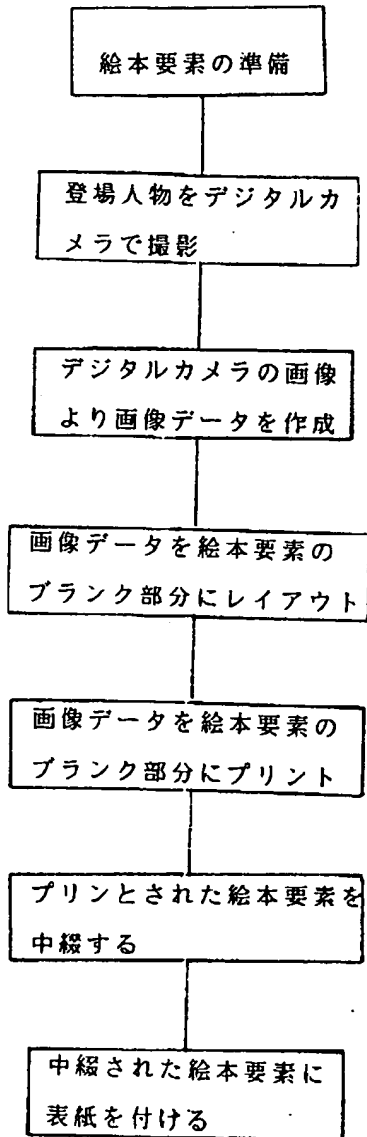 絵本要素の準備
登場人物をデジタルカ
メラで撮影
デジタルカメラの画像
より画像データを作成
画像データを絵本要素の
ブランク部分にレイアウト
画像データを絵本要素の
ブランク部分にプリント
プリンとされた絵本要素を
中綴する
中綴された絵本要素に
表紙を付ける